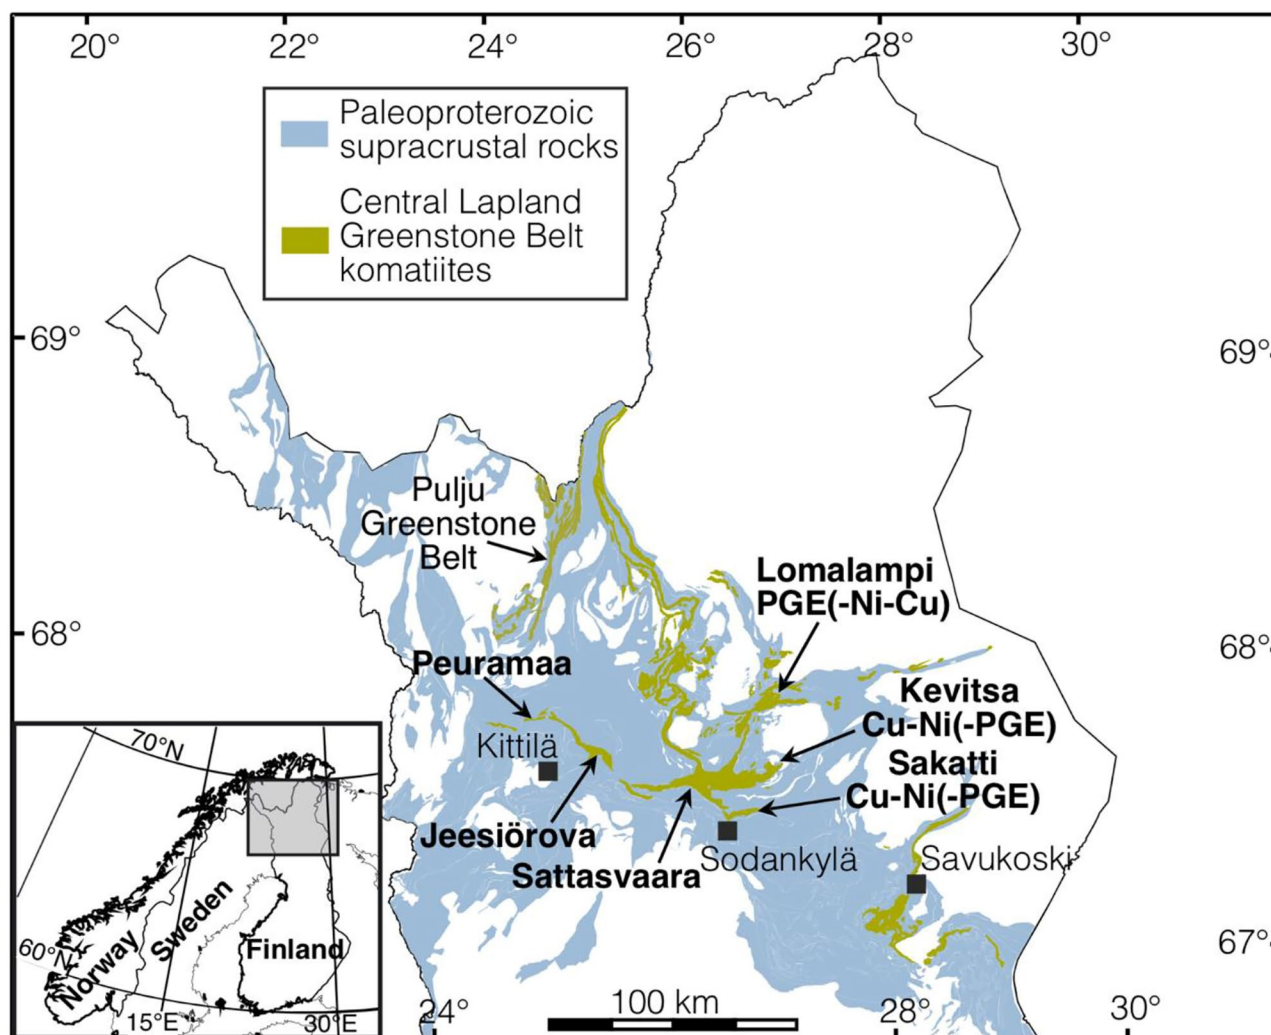 20° 22° 24° 26° 28° 30°
Paleoproterozoic
supracrustal rocks
Central Lapland
Greenstone Belt
komatiites
69° 69°
Pulju
Greenstone
Belt
Lomalampi
PGE(-Ni-Cu)
68° 68°
Peuramaa
Kevitsa
Cu-Ni(-PGE)
Kittilä
Sakatti
Cu-Ni(-PGE)
Jeesiörova
Sattasvaara
Sodankylä
Savukoski
67°
70°N
60°N
Norway
Sweden
Finland
15°E 30°E
24° 100 km 28° 30°